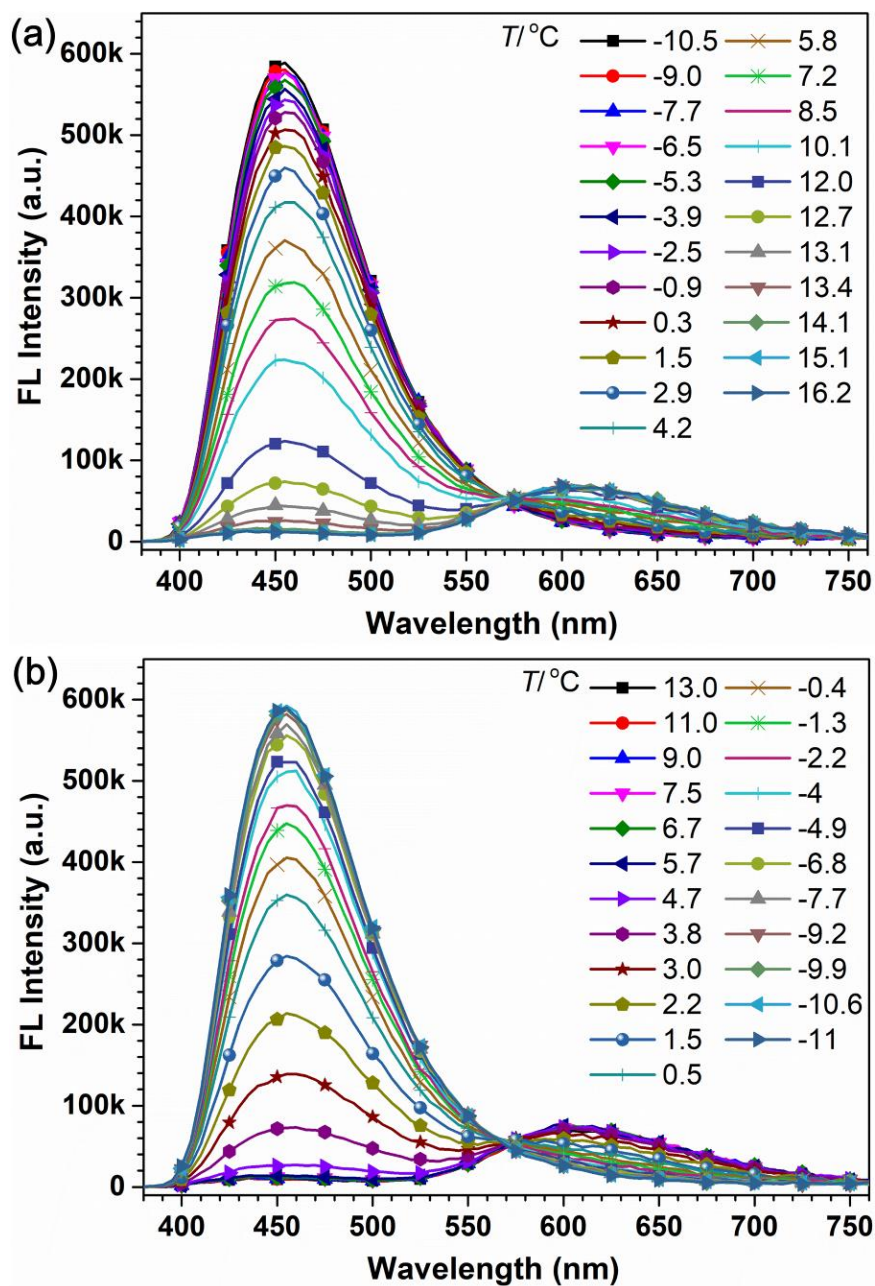 (a)
T/ °C
-10.5 5.8
-9.0 7.2
-7.7 8.5
-6.5 10.1
-5.3 12.0
-3.9 12.7
-2.5 13.1
-0.9 13.4
0.3 14.1
1.5 15.1
2.9 16.2
4.2
600k
500k
400k
300k
200k
100k
0
FL Intensity (a.u.)
400 450 500 550 600 650 700 750
Wavelength (nm)
(b)
T/ °C
13.0 -0.4
11.0 -1.3
9.0 -2.2
7.5 -4
6.7 -4.9
5.7 -6.8
4.7 -7.7
3.8 -9.2
3.0 -9.9
2.2 -10.6
1.5 -11
0.5
600k
500k
400k
300k
200k
100k
0
FL Intensity (a.u.)
400 450 500 550 600 650 700 750
Wavelength (nm)